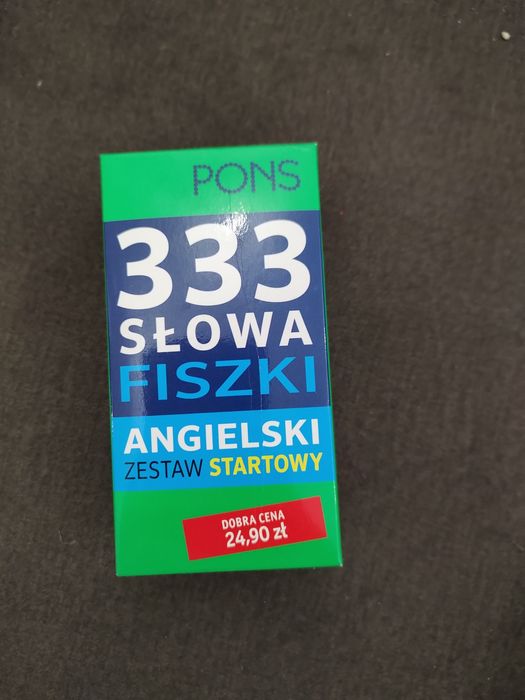 PONS
333
SŁOWA
FISZKI
ANGIELSKI
ZESTAW STARTOWY
DOBRA CENA
24,90 zł